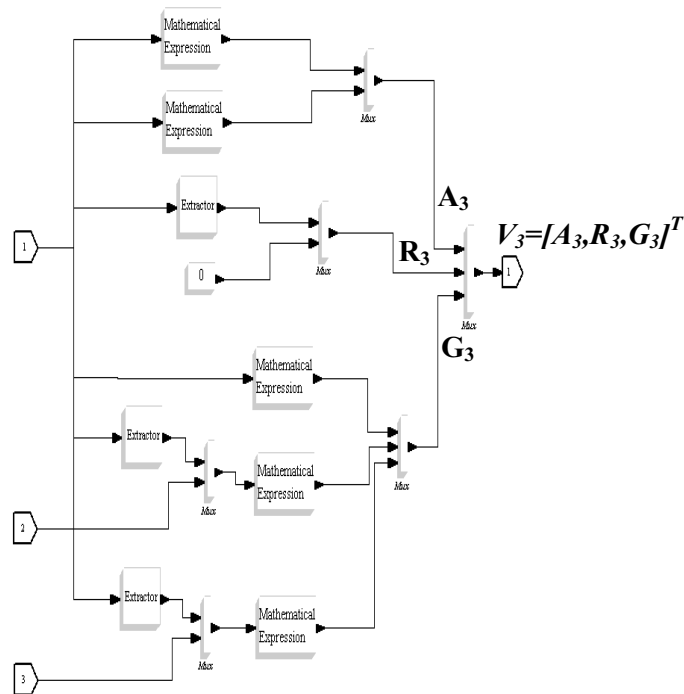 Mathematical
Expression
Mux
Mathematical
Expression
A₃
Extractor
V₃=[A₃,R₃,G₃]ᵀ
1
R₃
1
0
Mux
Mux
G₃
Mathematical
Expression
Extractor
Mathematical
Expression
Mux
Mux
2
Extractor
Mathematical
Expression
Mux
3